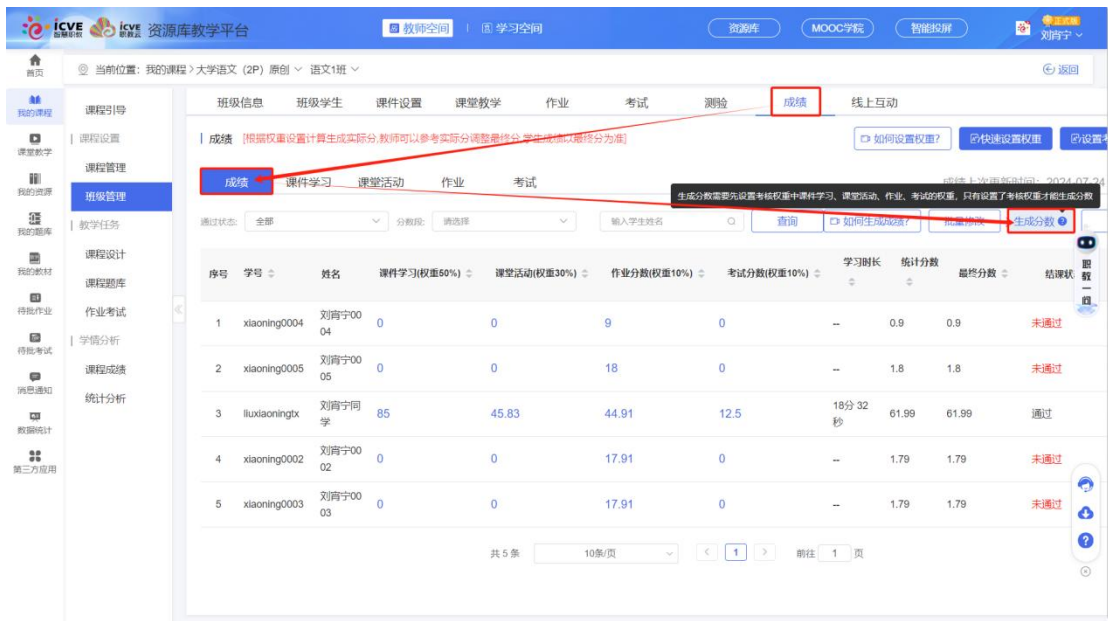 icve 智慧职教 icve 职教云 资源库教学平台 教师空间 学习空间 资源库 MOOC学院 智能投屏 正式版 刘宵宁
首页
当前位置：我的课程 > 大学语文 (2P) 原创 语文1班 返回
我的课程
课堂教学
我的资源
我的题库
我的教材
待批作业
待批考试
消息通知
数据统计
第三方应用
课程引导
课程设置
课程管理
班级管理
教学任务
课程设计
课程题库
作业考试
学情分析
课程成绩
统计分析
班级信息 班级学生 课件设置 课堂教学 作业 考试 测验 成绩 线上互动
成绩 [根据权重设置计算生成实际分,教师可以参考实际分调整最终分,学生成绩以最终分为准] 如何设置权重? 快速设置权重 设置考
成绩 课件学习 课堂活动 作业 考试 成绩上次更新时间：2024-07-24
生成分数需要先设置考核权重中课件学习、课堂活动、作业、考试的权重，只有设置了考核权重才能生成分数
通过状态: 全部 分数段: 请选择 输入学生姓名 查询 如何生成成绩? 批量修改 生成分数
职教一问
序号 学号 姓名 课件学习(权重50%) 课堂活动(权重30%) 作业分数(权重10%) 考试分数(权重10%) 学习时长 统计分数 最终分数 结课状
1 xiaoning0004 刘宵宁0004 0 0 9 0 -- 0.9 0.9 未通过
2 xiaoning0005 刘宵宁0005 0 0 18 0 -- 1.8 1.8 未通过
3 liuxiaoningtx 刘宵宁同学 85 45.83 44.91 12.5 18分32秒 61.99 61.99 通过
4 xiaoning0002 刘宵宁0002 0 0 17.91 0 -- 1.79 1.79 未通过
5 xiaoning0003 刘宵宁0003 0 0 17.91 0 -- 1.79 1.79 未通过
共 5 条 10条/页 < 1 > 前往 1 页